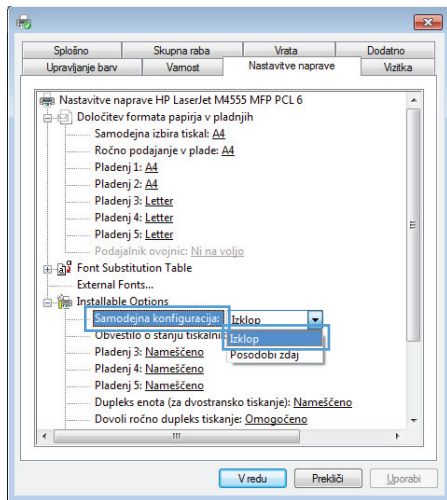 Splošno Skupna raba Vrata Dodatno
Upravljanje barv Varnost Nastavitve naprave Vizitka
Nastavitve naprave HP LaserJet M4555 MFP PCL 6
Določitev formata papirja v pladnjih
Samodejna izbira tiskal: A4
Ročno podajanje v plade: A4
Pladenj 1: A4
Pladenj 2: A4
Pladenj 3: Letter
Pladenj 4: Letter
Pladenj 5: Letter
Podajalnik ovojnic: Ni na voljo
Font Substitution Table
External Fonts...
Installable Options
Samodejna konfiguracija: Izklop
Obvestilo o stanju tiskalnik Izklop
Pladenj 3: Nameščeno Posodobi zdaj
Pladenj 4: Nameščeno
Pladenj 5: Nameščeno
Dupleks enota (za dvostransko tiskanje): Nameščeno
Dovoli ročno dupleks tiskanje: Omogočeno
V redu Prekliči Uporabi